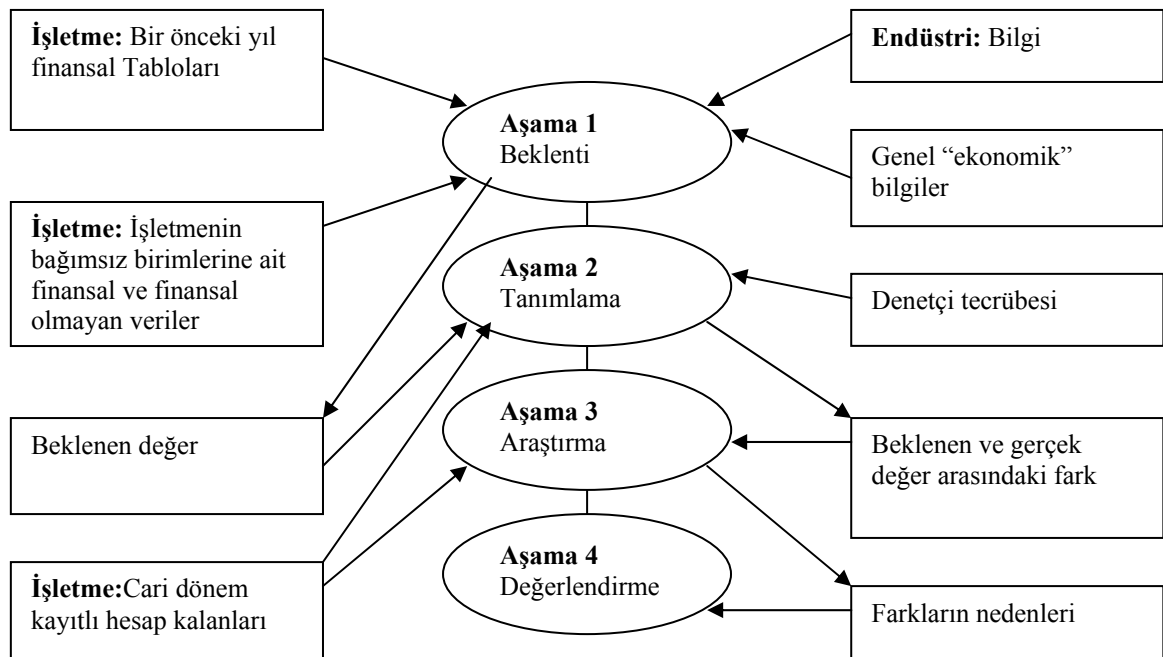 İşletme: Bir önceki yıl
finansal Tabloları
Endüstri: Bilgi
Aşama 1
Beklenti
Genel “ekonomik”
bilgiler
İşletme: İşletmenin
bağımsız birimlerine ait
finansal ve finansal
olmayan veriler
Aşama 2
Tanımlama
Denetçi tecrübesi
Beklenen değer
Aşama 3
Araştırma
Beklenen ve gerçek
değer arasındaki fark
İşletme:Cari dönem
kayıtlı hesap kalanları
Aşama 4
Değerlendirme
Farkların nedenleri